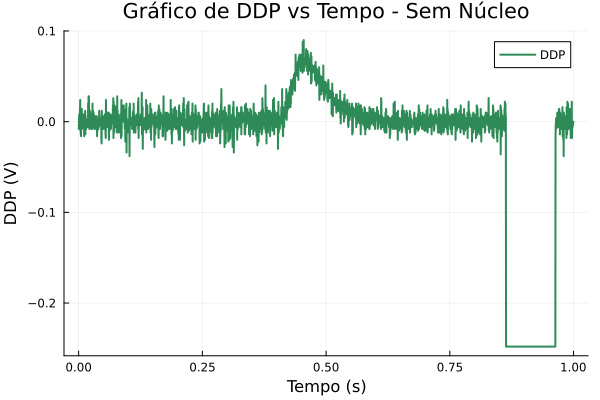 Gráfico de DDP vs Tempo - Sem Núcleo
DDP
0.1
0.0
−0.1
−0.2
DDP (V)
0.00 0.25 0.50 0.75 1.00
Tempo (s)